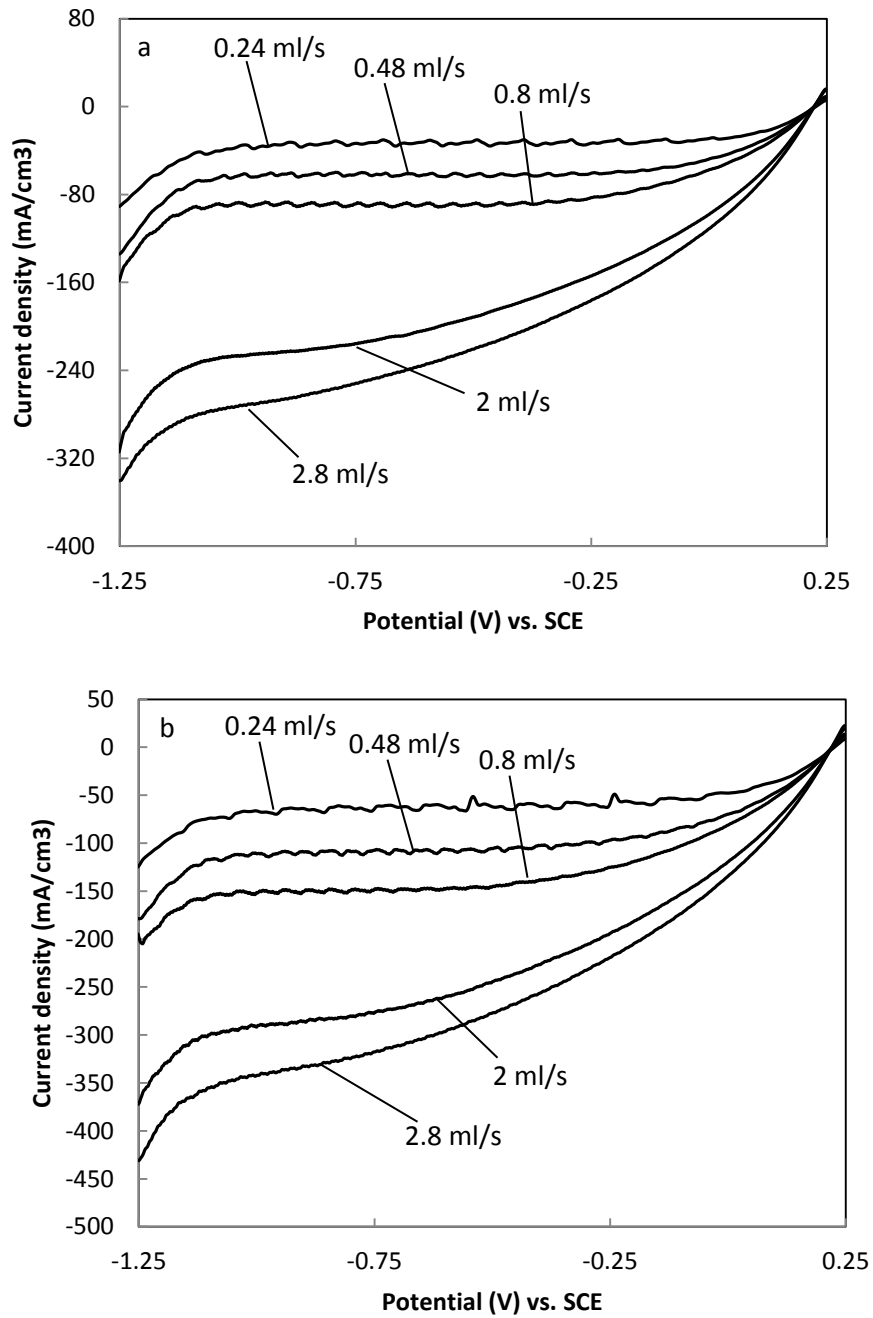 a
0.24 ml/s
0.48 ml/s
0.8 ml/s
80
0
-80
-160
-240
-320
-400
Current density (mA/cm3)
2 ml/s
2.8 ml/s
-1.25 -0.75 -0.25 0.25
Potential (V) vs. SCE
b
0.24 ml/s
0.48 ml/s
0.8 ml/s
50
0
-50
-100
-150
-200
-250
-300
-350
-400
-450
-500
Current density (mA/cm3)
2 ml/s
2.8 ml/s
-1.25 -0.75 -0.25 0.25
Potential (V) vs. SCE